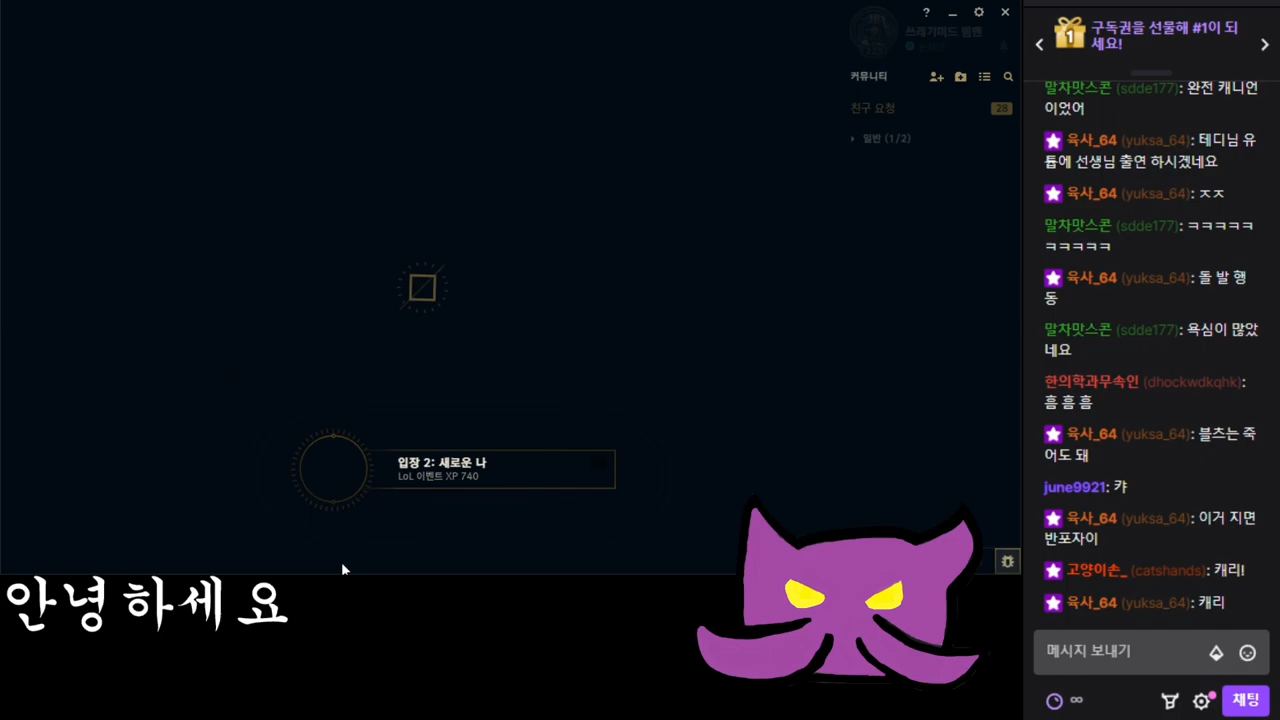 커뮤니티
친구 요청
28
일반 (1/2)
입장 2: 새로운 나
LoL 이벤트 XP 740
안녕하세요
1
구독권을 선물해 #1이 되
세요!
말차맛스콘 (sdde177): 완전 캐니언
이었어
육사_64 (yuksa_64): 테디님 유
튭에 선생님 출연 하시겠네요
육사_64 (yuksa_64): ㅈㅈ
말차맛스콘 (sdde177): ㅋㅋㅋㅋㅋ
ㅋㅋㅋㅋㅋ
육사_64 (yuksa_64): 돌 발 행
동
말차맛스콘 (sdde177): 욕심이 많았
네요
한의학과무속인 (dhockwdkqhk):
흠 흠 흠
육사_64 (yuksa_64): 블츠는 죽
어도 돼
june9921: 캬
육사_64 (yuksa_64): 이거 지면
반포자이
고양이손_ (catshands): 캐리!
육사_64 (yuksa_64): 캐리
메시지 보내기
채팅